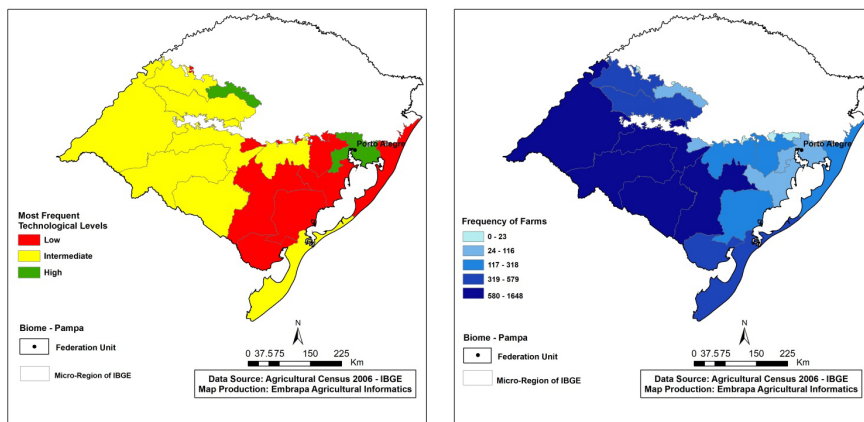 Porto Alegre
Most Frequent
Technological Levels
Low
Intermediate
High
Biome - Pampa
Federation Unit
Micro-Region of IBGE
N
0 37.575 150 225
Km
Data Source: Agricultural Census 2006 - IBGE
Map Production: Embrapa Agricultural Informatics
Porto Alegre
Frequency of Farms
0 - 23
24 - 116
117 - 318
319 - 579
580 - 1648
Biome - Pampa
Federation Unit
Micro-Region of IBGE
N
0 37.575 150 225
Km
Data Source: Agricultural Census 2006 - IBGE
Map Production: Embrapa Agricultural Informatics